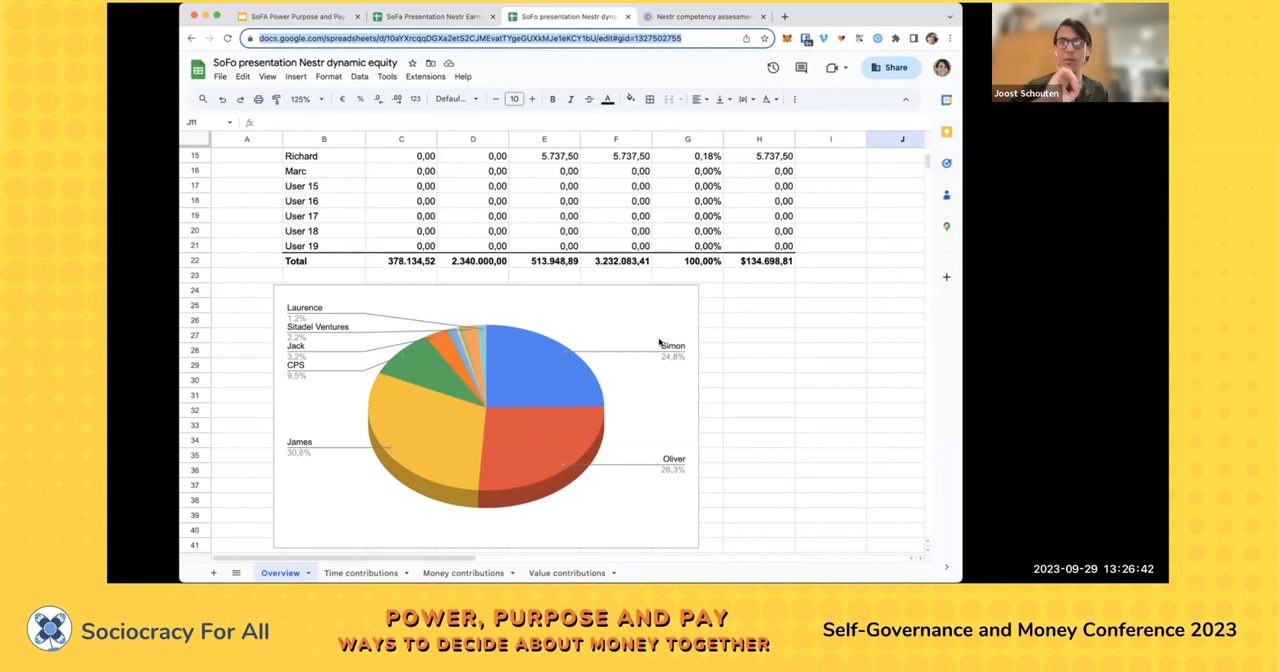 SoFA Power Purpose and Pay
SoFa Presentation Nestr Earn
SoFo presentation Nestr dyna
Nestr competency assessmen
docs.google.com/spreadsheets/d/10aYXrcqqDGXa2etS2CJMEvatTYgeGUXkMJe1eKCY1bU/edit#gid=1327502755
SoFo presentation Nestr dynamic equity
File Edit View Insert Format Data Tools Extensions Help
Share
125% € % .0 .00 123 Defaul... − 10 + B I A
J11 fx
A B C D E F G H I J
15 Richard 0,00 0,00 5.737,50 5.737,50 0,18% 5.737,50
16 Marc 0,00 0,00 0,00 0,00 0,00% 0,00
17 User 15 0,00 0,00 0,00 0,00 0,00% 0,00
18 User 16 0,00 0,00 0,00 0,00 0,00% 0,00
19 User 17 0,00 0,00 0,00 0,00 0,00% 0,00
20 User 18 0,00 0,00 0,00 0,00 0,00% 0,00
21 User 19 0,00 0,00 0,00 0,00 0,00% 0,00
22 Total 378.134,52 2.340.000,00 513.948,89 3.232.083,41 100,00% $134.698,81
23
24
25
26
27
28
29
30
31
32
33
34
35
36
37
38
39
40
41
Laurence
1,2%
Sitadel Ventures
2,2%
Jack
3,2%
CPS
9,5%
James
30,8%
Simon
24,8%
Oliver
26,3%
Overview Time contributions Money contributions Value contributions
Joost Schouten
2023-09-29 13:26:42
Sociocracy For All
POWER, PURPOSE AND PAY
WAYS TO DECIDE ABOUT MONEY TOGETHER
Self-Governance and Money Conference 2023